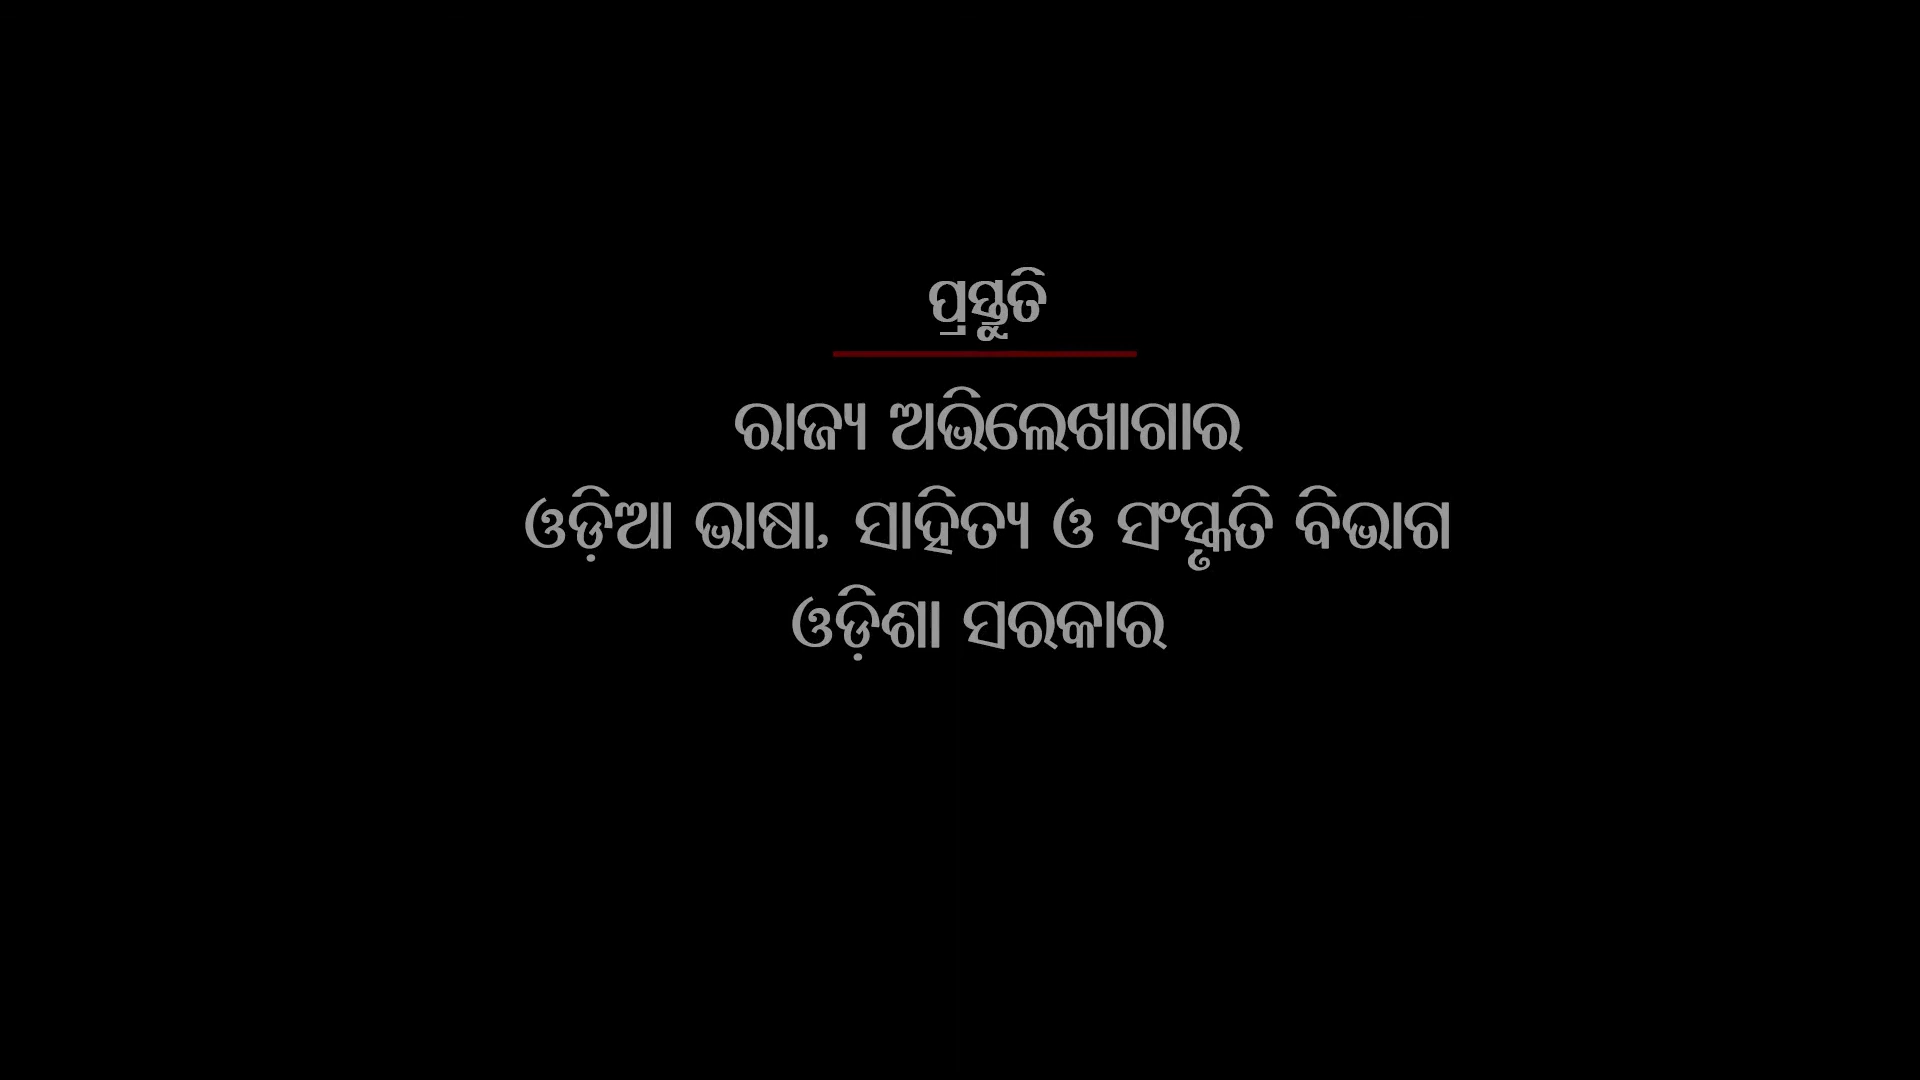 ପ୍ରସ୍ତୁତି
ରାଜ୍ୟ ଅଭିଲେଖାଗାର
ଓଡ଼ିଆ ଭାଷା, ସାହିତ୍ୟ ଓ ସଂସ୍କୃତି ବିଭାଗ
ଓଡ଼ିଶା ସରକାର